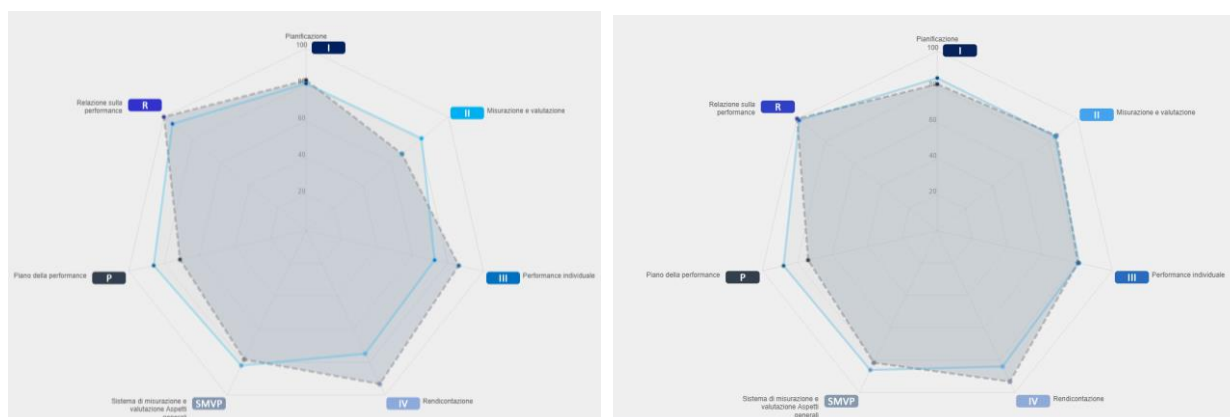 Pianificazione
100
I
80
60
40
20
Relazione sulla
performance
R
II
Misurazione e valutazione
Piano della performance
P
III
Performance individuale
Sistema di misurazione e
valutazione Aspetti
generali
SMVP
IV
Rendicontazione
Pianificazione
100
I
80
60
40
20
Relazione sulla
performance
R
II
Misurazione e valutazione
Piano della performance
P
III
Performance individuale
Sistema di misurazione e
valutazione Aspetti
generali
SMVP
IV
Rendicontazione